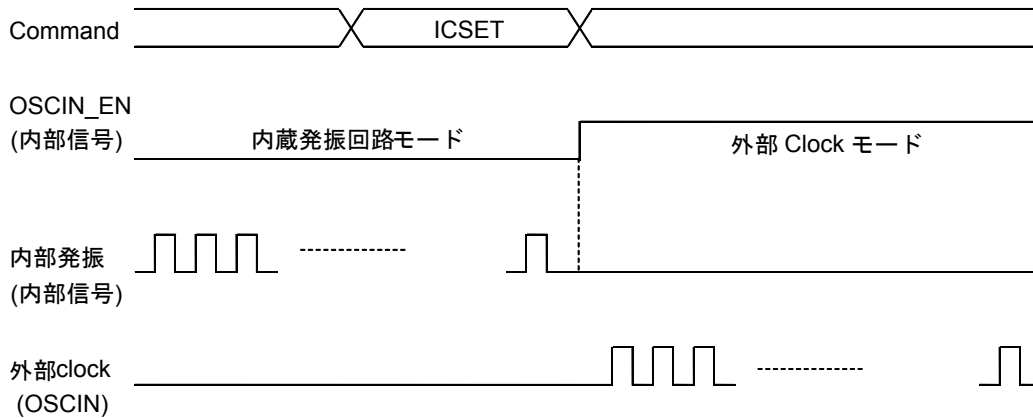 Command
ICSET
OSCIN_EN
(内部信号)
内蔵発振回路モード
外部 Clock モード
内部発振
(内部信号)
外部clock
(OSCIN)